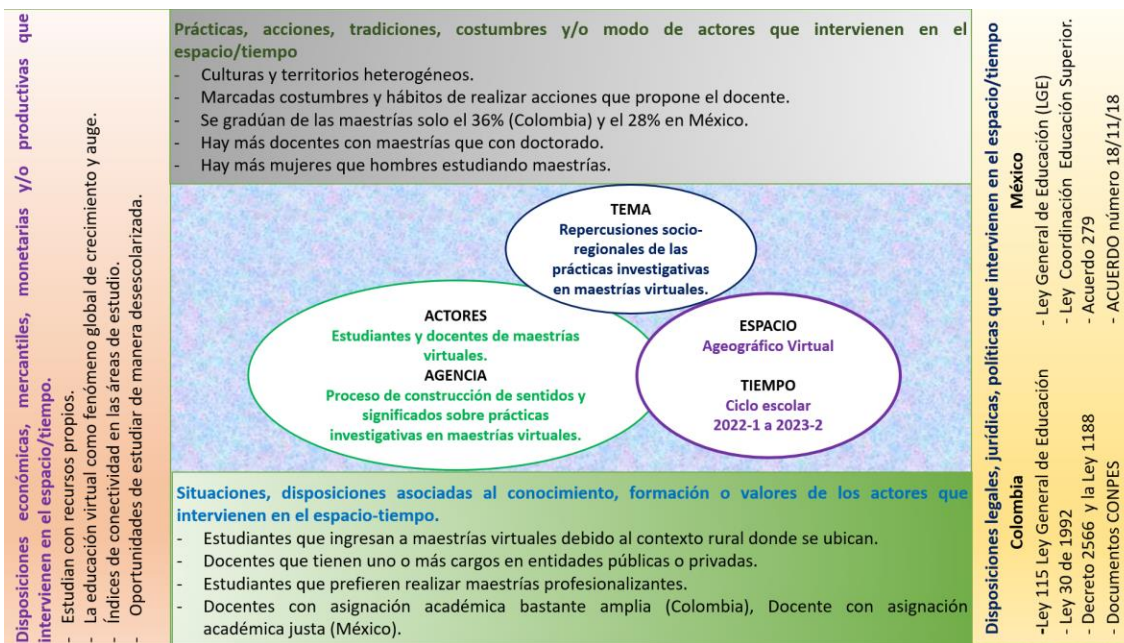 Disposiciones económicas, mercantiles, monetarias y/o productivas que
intervienen en el espacio/tiempo.
- Estudian con recursos propios.
- La educación virtual como fenómeno global de crecimiento y auge.
- Índices de conectividad en las áreas de estudio.
- Oportunidades de estudiar de manera desescolarizada.
Prácticas, acciones, tradiciones, costumbres y/o modo de actores que intervienen en el
espacio/tiempo
- Culturas y territorios heterogéneos.
- Marcadas costumbres y hábitos de realizar acciones que propone el docente.
- Se gradúan de las maestrías solo el 36% (Colombia) y el 28% en México.
- Hay más docentes con maestrías que con doctorado.
- Hay más mujeres que hombres estudiando maestrías.
TEMA
Repercusiones socio-
regionales de las
prácticas investigativas
en maestrías virtuales.
ACTORES
Estudiantes y docentes de maestrías
virtuales.
AGENCIA
Proceso de construcción de sentidos y
significados sobre prácticas
investigativas en maestrías virtuales.
ESPACIO
Ageográfico Virtual
TIEMPO
Ciclo escolar
2022-1 a 2023-2
Situaciones, disposiciones asociadas al conocimiento, formación o valores de los actores que
intervienen en el espacio-tiempo.
- Estudiantes que ingresan a maestrías virtuales debido al contexto rural donde se ubican.
- Docentes que tienen uno o más cargos en entidades públicas o privadas.
- Estudiantes que prefieren realizar maestrías profesionalizantes.
- Docentes con asignación académica bastante amplia (Colombia), Docente con asignación
académica justa (México).
Disposiciones legales, jurídicas, políticas que intervienen en el espacio/tiempo
Colombia
-Ley 115 Ley General de Educación
- Ley 30 de 1992
- Decreto 2566 y la Ley 1188
- Documentos CONPES
México
- Ley General de Educación (LGE)
- Ley Coordinación Educación Superior.
- Acuerdo 279
- ACUERDO número 18/11/18